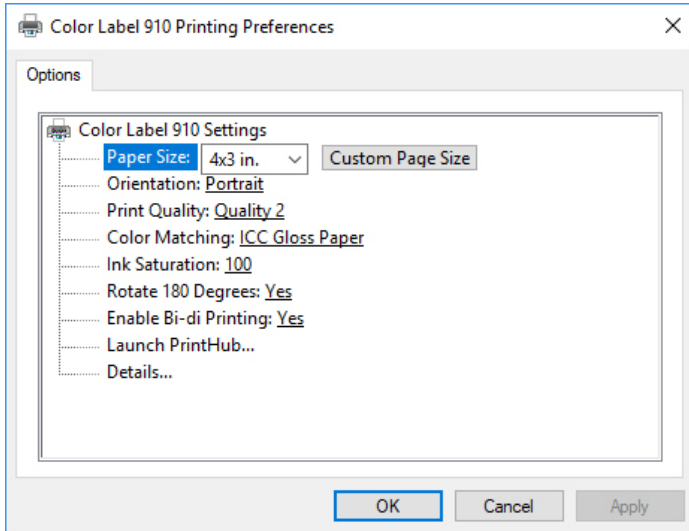 Color Label 910 Printing Preferences
Options
Color Label 910 Settings
Paper Size: 4x3 in. Custom Page Size
Orientation: Portrait
Print Quality: Quality 2
Color Matching: ICC Gloss Paper
Ink Saturation: 100
Rotate 180 Degrees: Yes
Enable Bi-di Printing: Yes
Launch PrintHub...
Details...
OK Cancel Apply